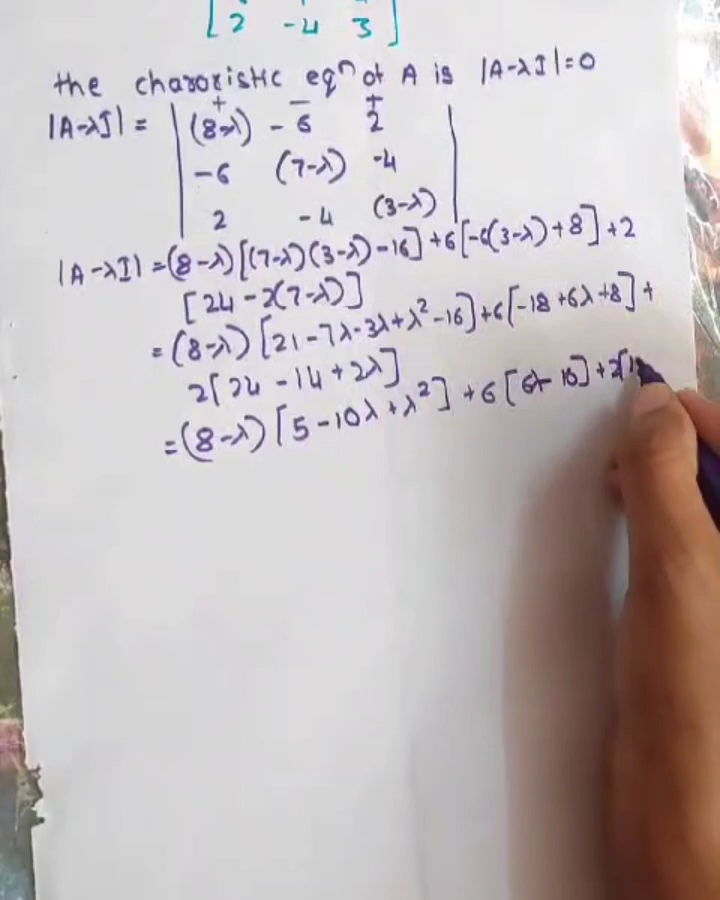 [ 2 -4 3 ]
the charoristic eqⁿ of A is |A-λI|=0
+ - +
|A-λI| = | (8-λ) -6 2 |
-6 (7-λ) -4
2 -4 (3-λ)
|A-λI| = (8-λ)[(7-λ)(3-λ)-16]+6[-6(3-λ)+8]+2
[24-2(7-λ)]
= (8-λ)[21-7λ-3λ+λ²-16]+6[-18+6λ+8]+
2[24-14+2λ]
= (8-λ)[5-10λ+λ²]+6[6λ-10]+2[1